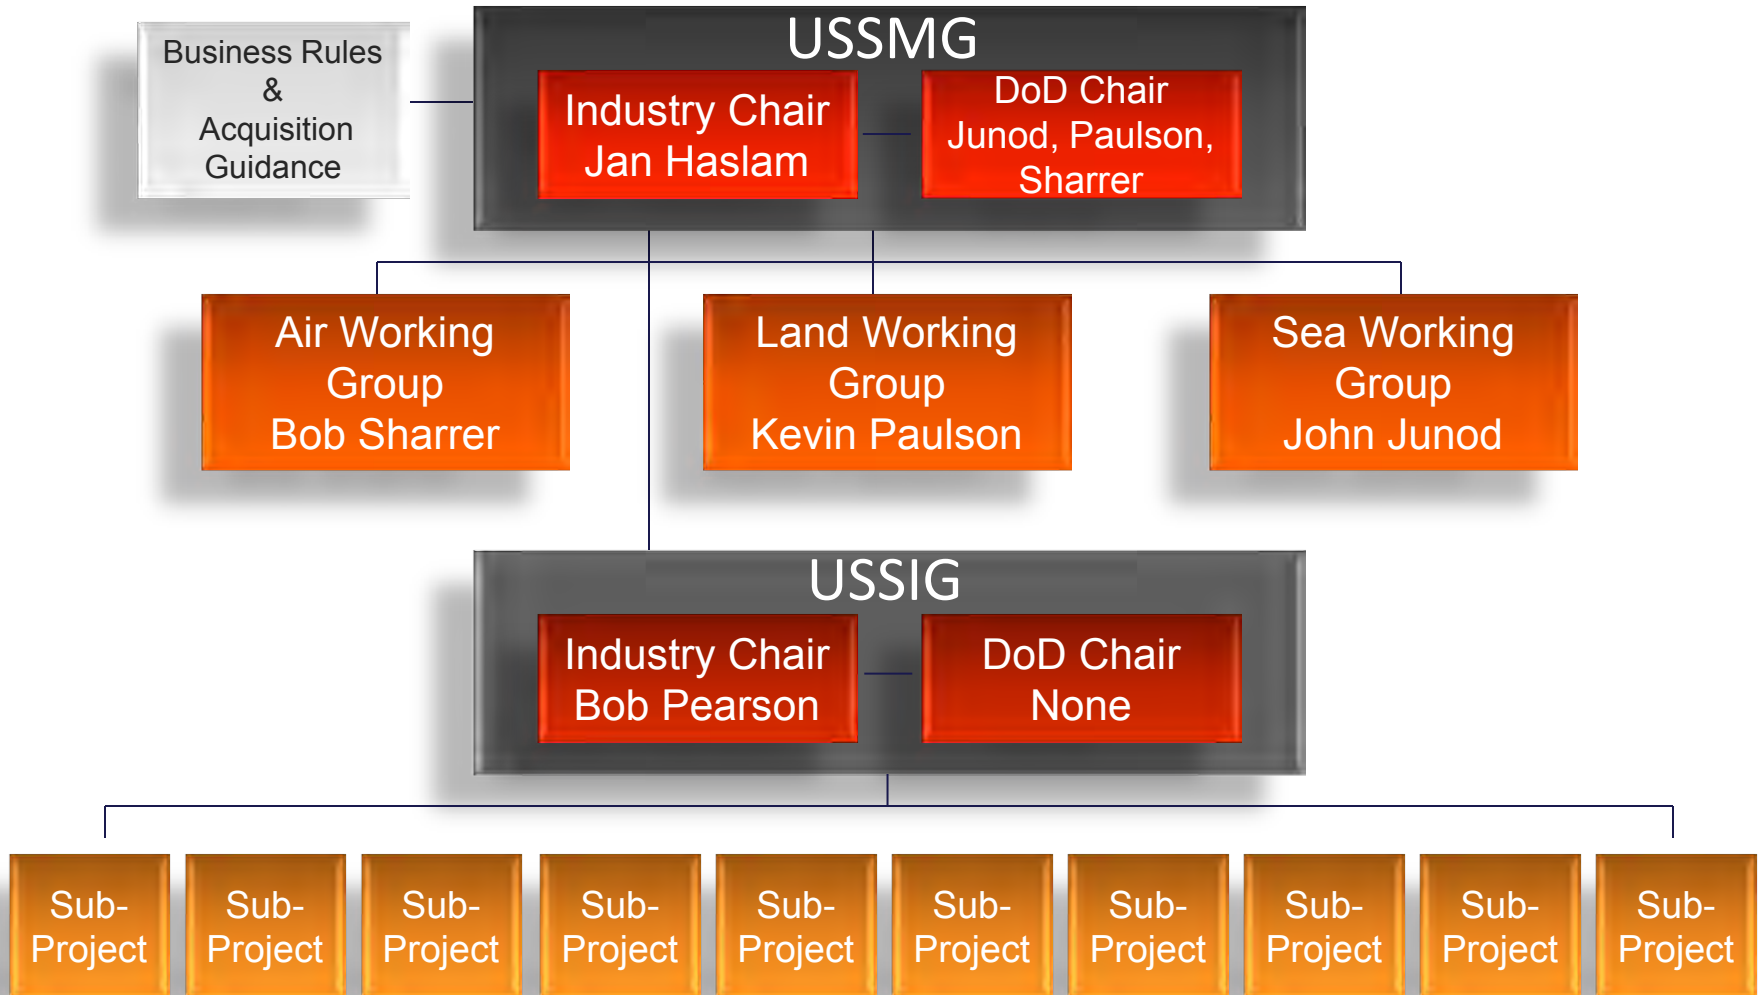 Business Rules
&
Acquisition
Guidance
USSMG
Industry Chair
Jan Haslam
DoD Chair
Junod, Paulson,
Sharrer
Air Working
Group
Bob Sharrer
Land Working
Group
Kevin Paulson
Sea Working
Group
John Junod
USSIG
Industry Chair
Bob Pearson
DoD Chair
None
Sub-
Project
Sub-
Project
Sub-
Project
Sub-
Project
Sub-
Project
Sub-
Project
Sub-
Project
Sub-
Project
Sub-
Project
Sub-
Project